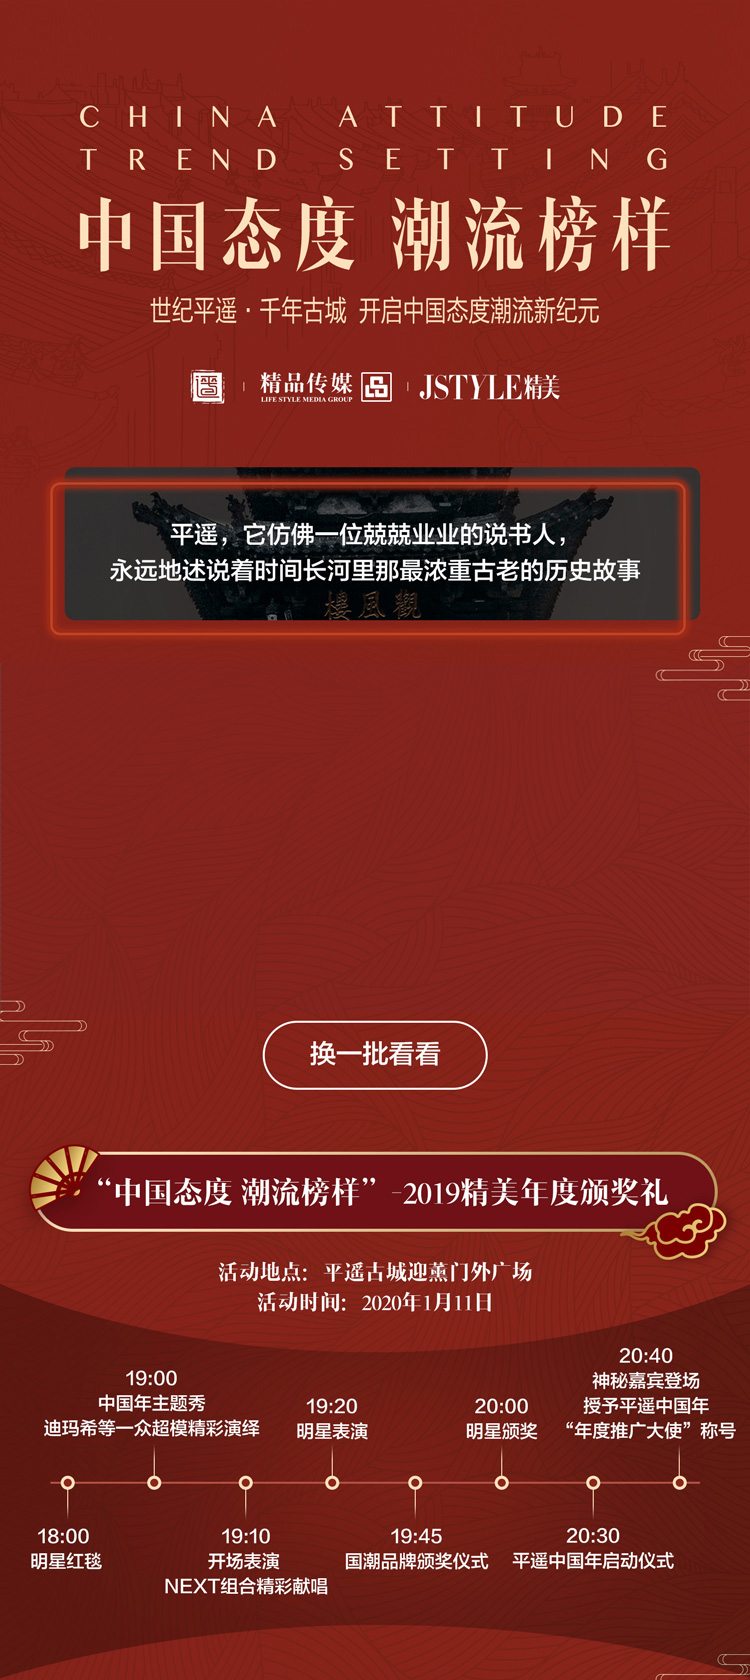 CHINA ATTITUDE
TREND SETTING
中国态度 潮流榜样
世纪平遥·千年古城 开启中国态度潮流新纪元
精品传媒
LIFE STYLE MEDIA GROUP
JSTYLE精美
平遥，它仿佛一位兢兢业业的说书人，
永远地述说着时间长河里那最浓重古老的历史故事
樓風觀
换一批看看
“中国态度 潮流榜样” -2019精美年度颁奖礼
活动地点：平遥古城迎薰门外广场
活动时间：2020年1月11日
18:00
明星红毯
19:00
中国年主题秀
迪玛希等一众超模精彩演绎
19:10
开场表演
NEXT组合精彩献唱
19:20
明星表演
19:45
国潮品牌颁奖仪式
20:00
明星颁奖
20:30
平遥中国年启动仪式
20:40
神秘嘉宾登场
授予平遥中国年
“年度推广大使”称号